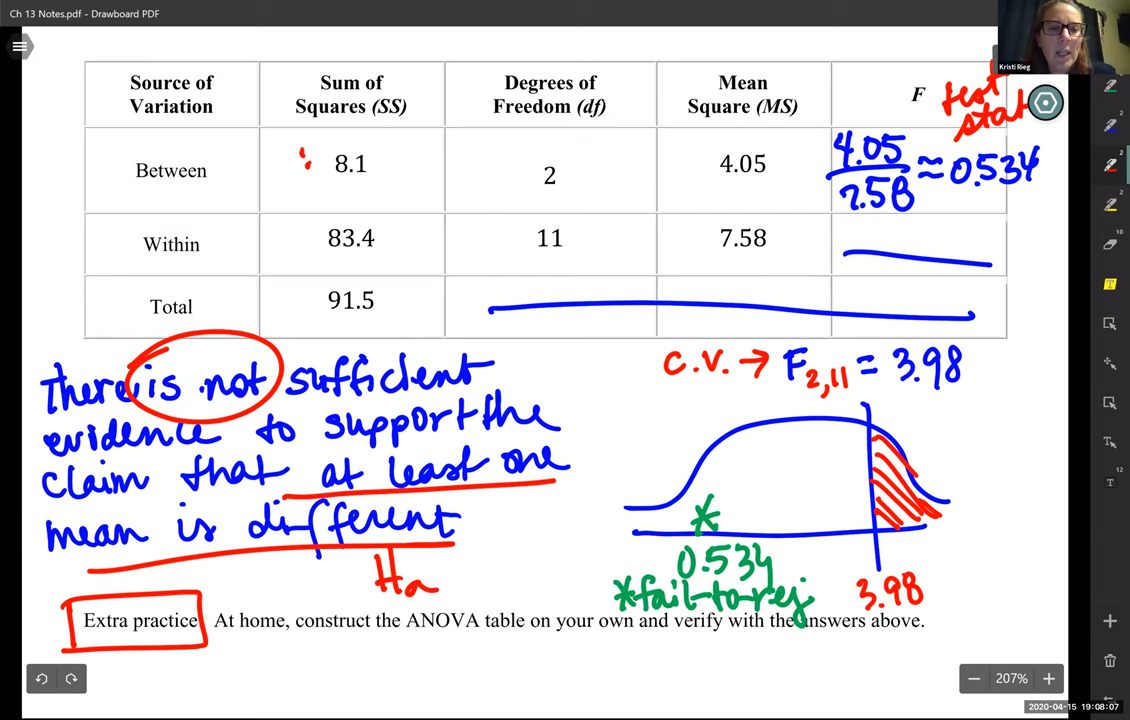 Ch 13 Notes.pdf - Drawboard PDF
Kristi Rieg
Source of Variation
Sum of Squares (SS)
Degrees of Freedom (df)
Mean Square (MS)
F
test stat
Between
8.1
2
4.05
4.05
7.58
≈ 0.534
Within
83.4
11
7.58
Total
91.5
There is not sufficient
evidence to support the
claim that at least one
mean is different
Ha
C.V. → F2,11 = 3.98
0.534
*fail-to-rej
3.98
Extra practice At home, construct the ANOVA table on your own and verify with the answers above.
207%
2020-04-15 19:08:07
2
2
2
10
T
T
12
T